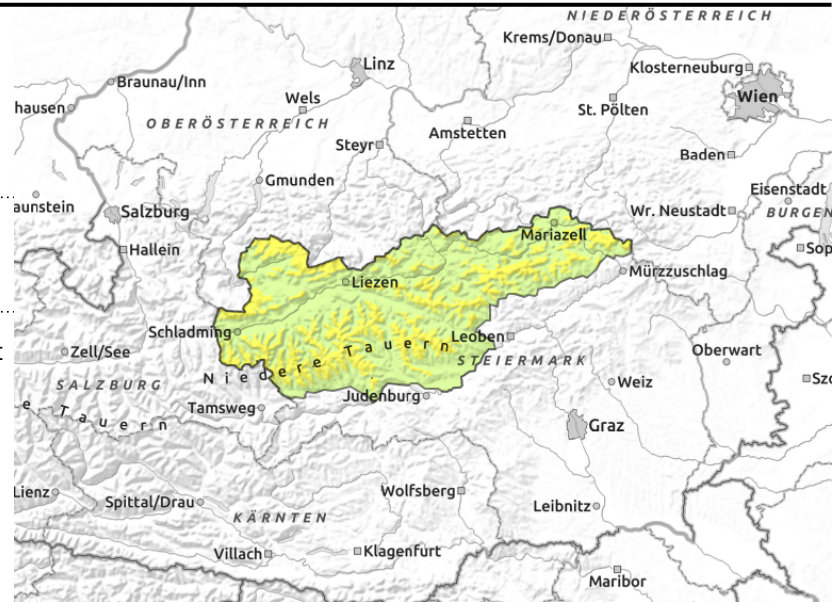 NIEDERÖSTERREICH
Krems/Donau
Linz
Klosterneuburg
Braunau/Inn
Wien
Wels
hausen
St. Pölten
OBERÖSTERREICH
Amstetten
Steyr
Baden
Gmunden
Eisenstadt
aunstein
Salzburg
Wr. Neustadt
BURGEN
Mariazell
Hallein
Sop
Mürzzuschlag
Liezen
Schladming
Leoben
Zell/See
Niedere Tauern
STEIERMARK
Oberwart
SALZBURG
Weiz
Szo
Judenburg
Tamsweg
e Tauern
Graz
Wolfsberg
Lienz
Spittal/Drau
Leibnitz
KÄRNTEN
Villach
Klagenfurt
Maribor